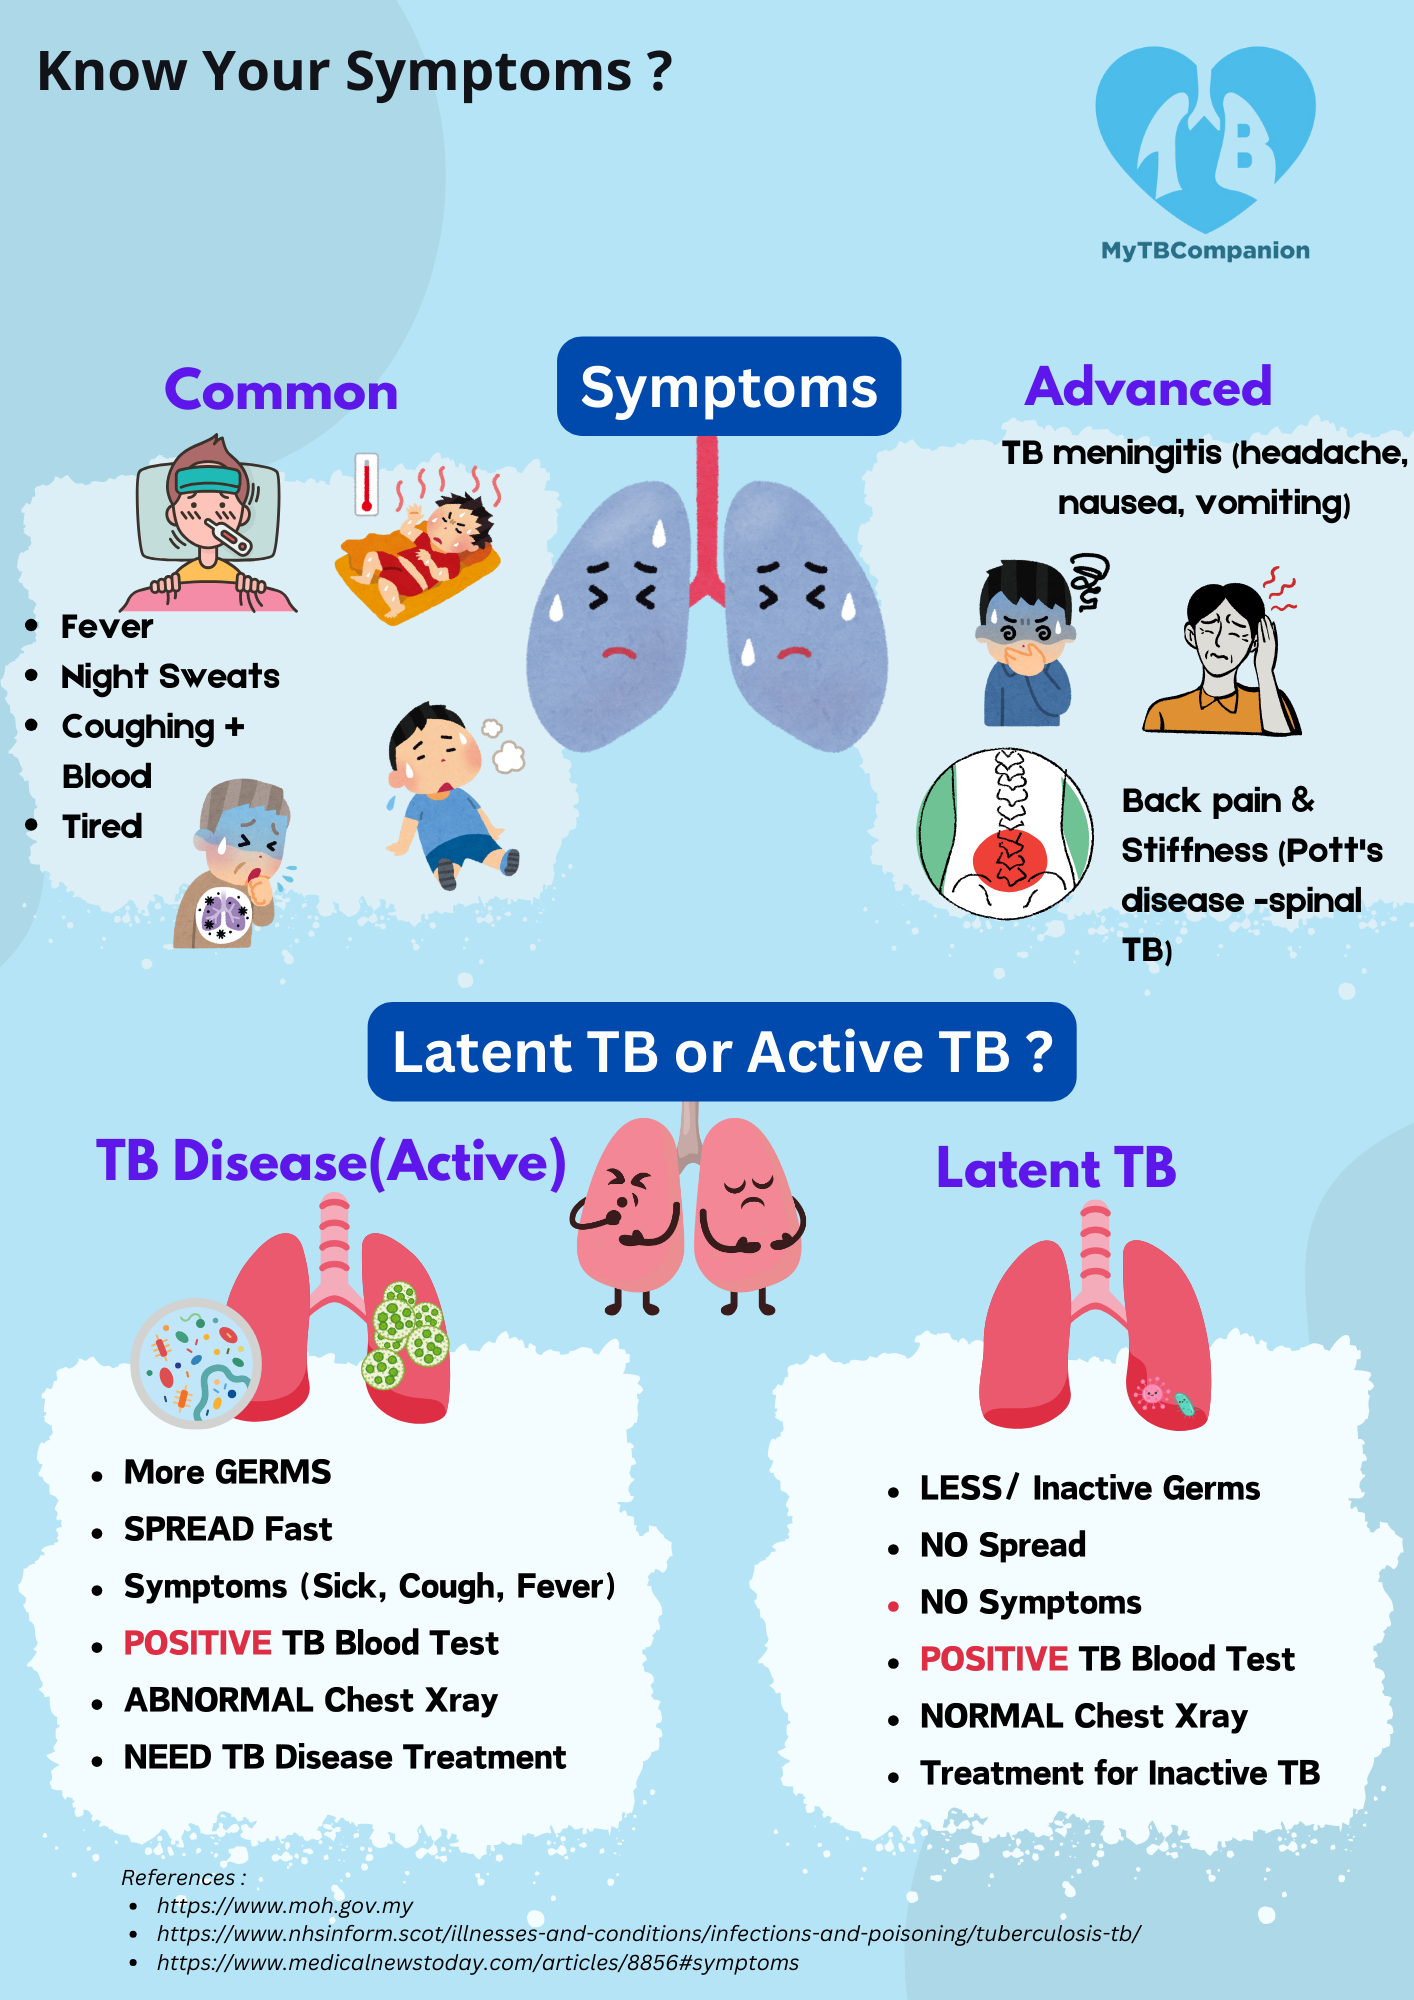 Know Your Symptoms ?
TB
MyTBCompanion
Symptoms
Common
Fever
Night Sweats
Coughing +
Blood
Tired
Advanced
TB meningitis (headache,
nausea, vomiting)
Back pain &
Stiffness (Pott's
disease -spinal
TB)
Latent TB or Active TB ?
TB Disease(Active)
More GERMS
SPREAD Fast
Symptoms (Sick, Cough, Fever)
POSITIVE TB Blood Test
ABNORMAL Chest Xray
NEED TB Disease Treatment
Latent TB
LESS/ Inactive Germs
NO Spread
NO Symptoms
POSITIVE TB Blood Test
NORMAL Chest Xray
Treatment for Inactive TB
References :
https://www.moh.gov.my
https://www.nhsinform.scot/illnesses-and-conditions/infections-and-poisoning/tuberculosis-tb/
https://www.medicalnewstoday.com/articles/8856#symptoms